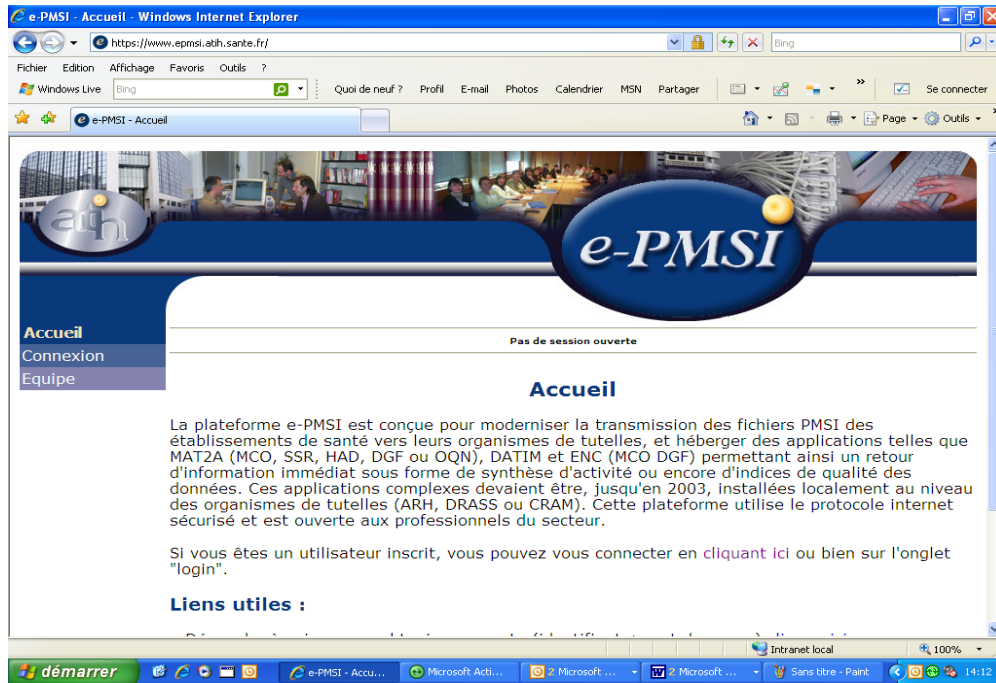 e-PMSI - Accueil - Windows Internet Explorer
https://www.epmsi.atih.sante.fr/
Bing
Fichier Edition Affichage Favoris Outils ?
Windows Live Bing Quoi de neuf ? Profil E-mail Photos Calendrier MSN Partager » Se connecter
e-PMSI - Accueil Page Outils
atih
e-PMSI
Accueil
Connexion
Equipe
Pas de session ouverte
Accueil
La plateforme e-PMSI est conçue pour moderniser la transmission des fichiers PMSI des
établissements de santé vers leurs organismes de tutelles, et héberger des applications telles que
MAT2A (MCO, SSR, HAD, DGF ou OQN), DATIM et ENC (MCO DGF) permettant ainsi un retour
d'information immédiat sous forme de synthèse d'activité ou encore d'indices de qualité des
données. Ces applications complexes devaient être, jusqu'en 2003, installées localement au niveau
des organismes de tutelles (ARH, DRASS ou CRAM). Cette plateforme utilise le protocole internet
sécurisé et est ouverte aux professionnels du secteur.
Si vous êtes un utilisateur inscrit, vous pouvez vous connecter en cliquant ici ou bien sur l'onglet
"login".
Liens utiles :
Intranet local 100%
démarrer e-PMSI - Accu... Microsoft Acti... 2 Microsoft ... 2 Microsoft ... Sans titre - Paint 14:12